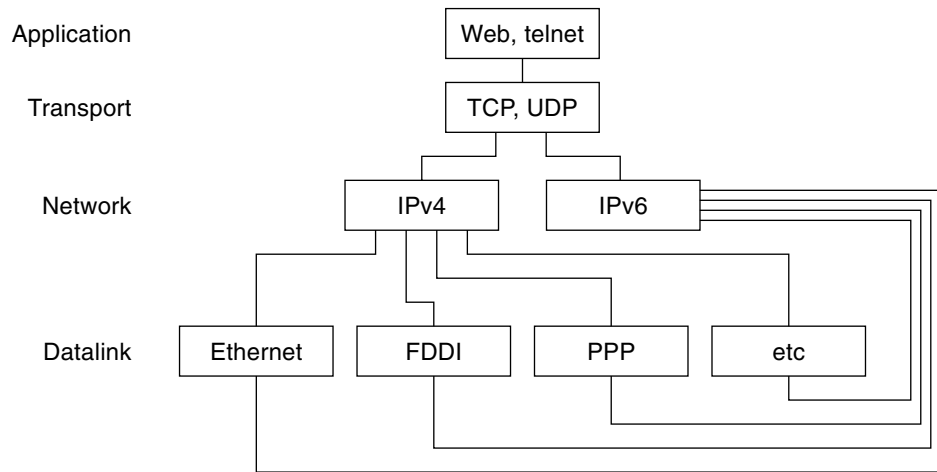 Application
Web, telnet
Transport
TCP, UDP
Network
IPv4
IPv6
Datalink
Ethernet
FDDI
PPP
etc